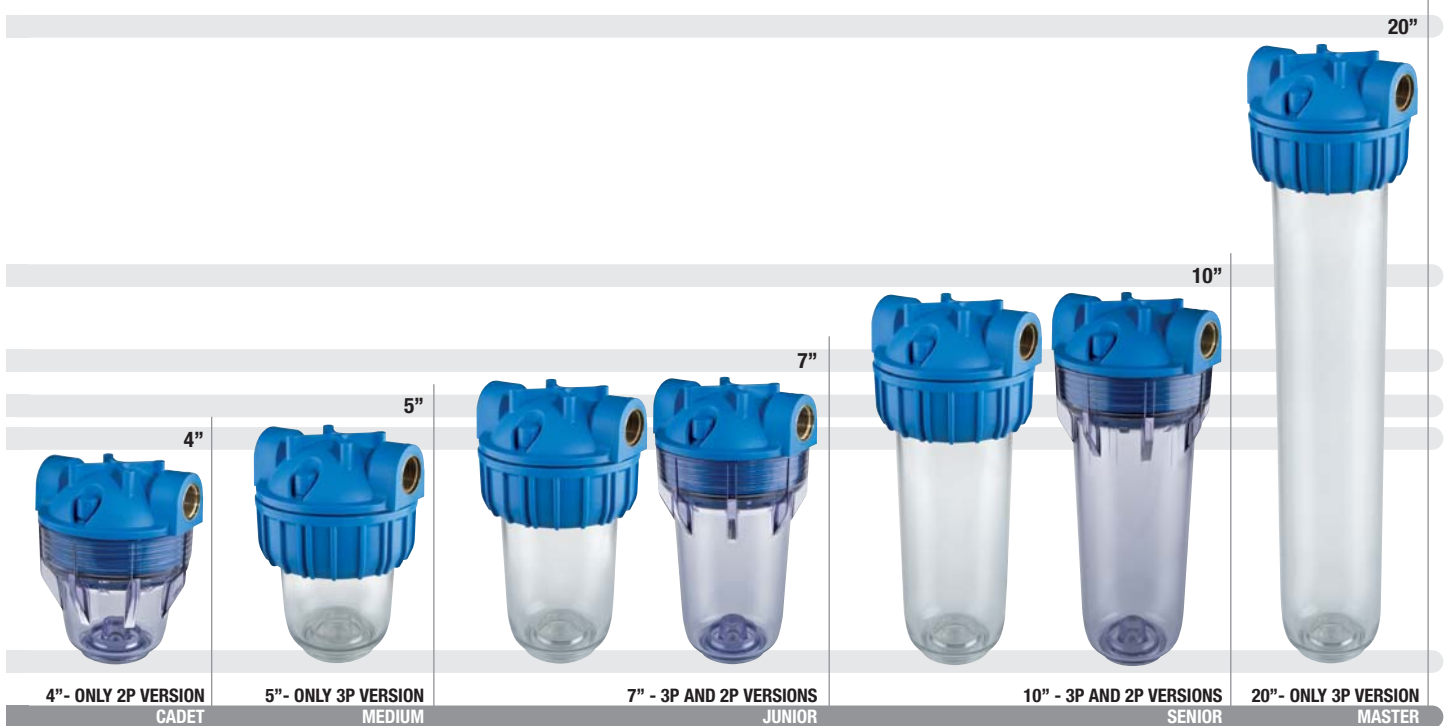 20”
10”
7”
5”
4”
4”- ONLY 2P VERSION
5”- ONLY 3P VERSION
7” - 3P AND 2P VERSIONS
10” - 3P AND 2P VERSIONS
20”- ONLY 3P VERSION
CADET
MEDIUM
JUNIOR
SENIOR
MASTER